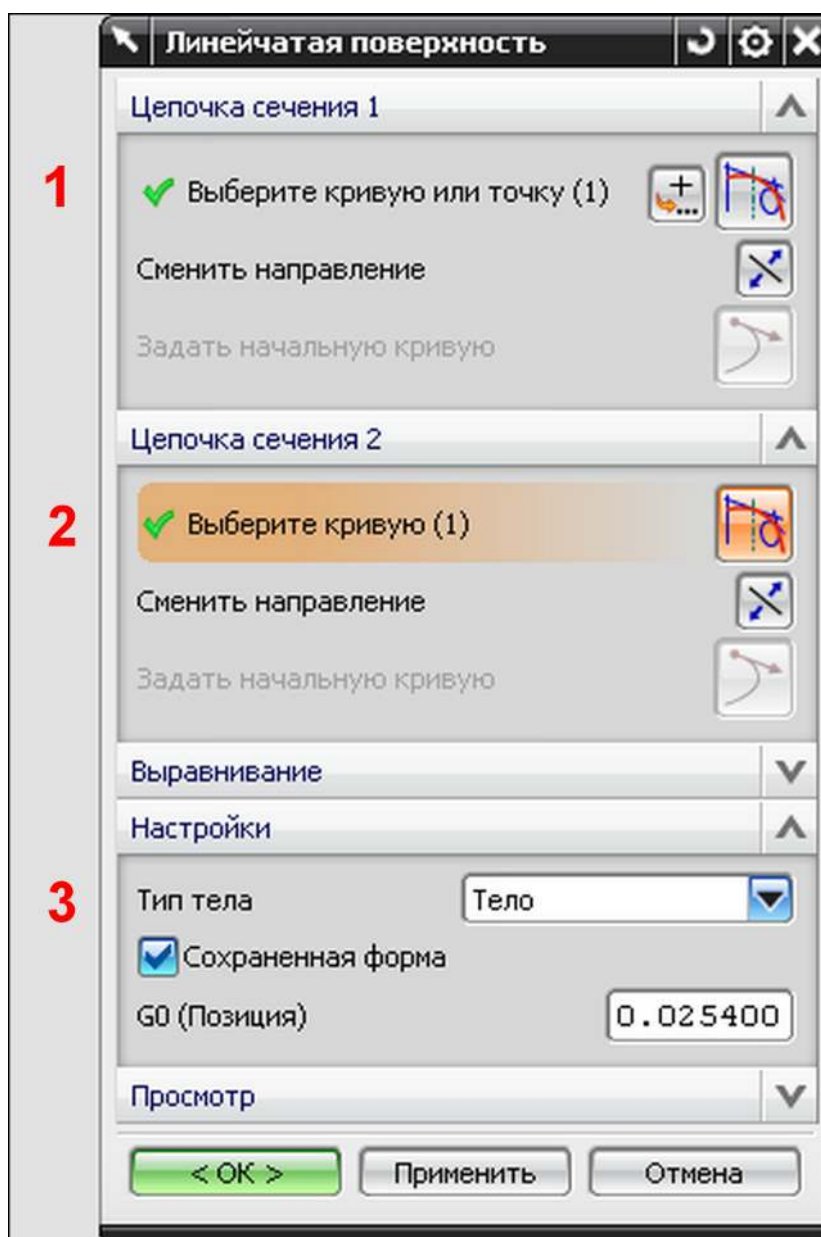 Линейчатая поверхность
Цепочка сечения 1
1
Выберите кривую или точку (1)
Сменить направление
Задать начальную кривую
Цепочка сечения 2
2
Выберите кривую (1)
Сменить направление
Задать начальную кривую
Выравнивание
Настройки
3
Тип тела Тело
Сохраненная форма
G0 (Позиция) 0.025400
Просмотр
< OK > Применить Отмена